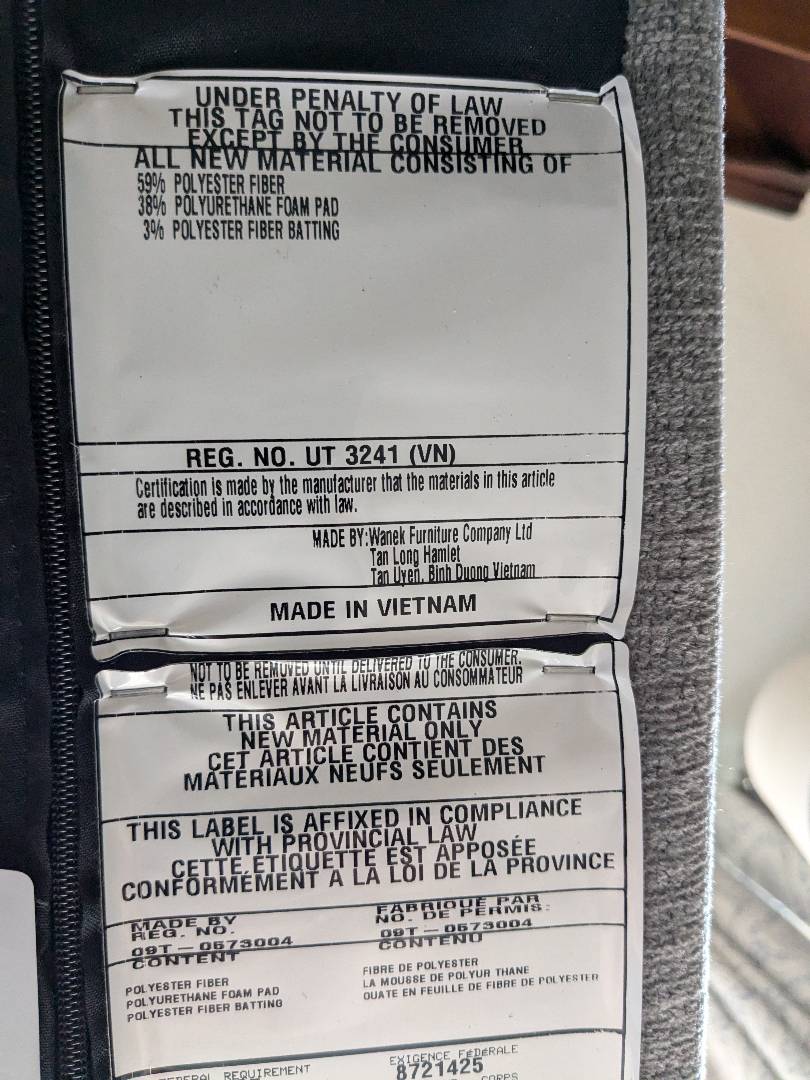 UNDER PENALTY OF LAW
THIS TAG NOT TO BE REMOVED
EXCEPT BY THE CONSUMER
ALL NEW MATERIAL CONSISTING OF
59% POLYESTER FIBER
38% POLYURETHANE FOAM PAD
3% POLYESTER FIBER BATTING
REG. NO. UT 3241 (VN)
Certification is made by the manufacturer that the materials in this article
are described in accordance with law.
MADE BY:Wanek Furniture Company Ltd
Tan Long Hamlet
Tan Uyen, Binh Duong Vietnam
MADE IN VIETNAM
NOT TO BE REMOVED UNTIL DELIVERED TO THE CONSUMER.
NE PAS ENLEVER AVANT LA LIVRAISON AU CONSOMMATEUR
THIS ARTICLE CONTAINS
NEW MATERIAL ONLY
CET ARTICLE CONTIENT DES
MATÉRIAUX NEUFS SEULEMENT
THIS LABEL IS AFFIXED IN COMPLIANCE
WITH PROVINCIAL LAW
CETTE ÉTIQUETTE EST APPOSÉE
CONFORMÉMENT A LA LOI DE LA PROVINCE
MADE BY
REG. NO.
09T - 0573004
CONTENT
POLYESTER FIBER
POLYURETHANE FOAM PAD
POLYESTER FIBER BATTING
FABRIQUÉ PAR
NO. DE PERMIS:
09T - 0573004
CONTENU
FIBRE DE POLYESTER
LA MOUSSE DE POLYUR THANE
OUATE EN FEUILLE DE FIBRE DE POLYESTER
FEDERAL REQUIREMENT
EXIGENCE FÉDÉRALE
8721425
CORPS